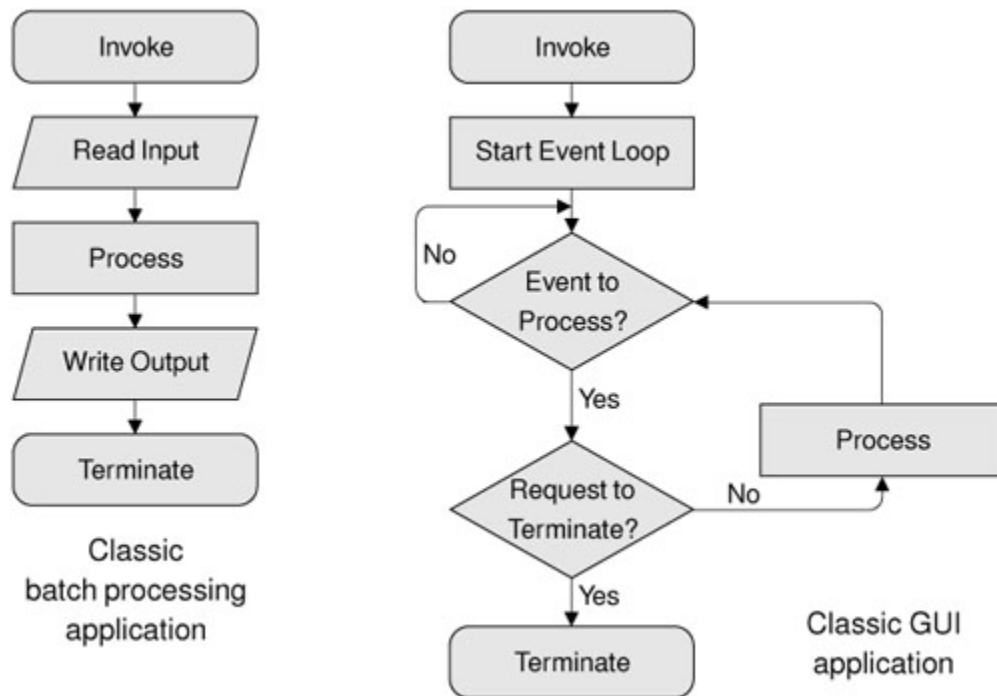 Invoke
Read Input
Process
Write Output
Terminate
Classic
batch processing
application
Invoke
Start Event Loop
No
Event to
Process?
Yes
Process
Request to
Terminate?
No
Yes
Terminate
Classic GUI
application